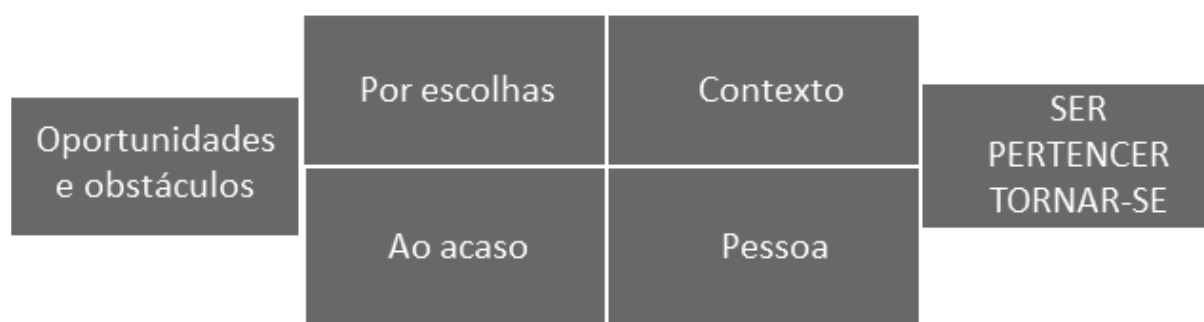 Oportunidades
e obstáculos
Por escolhas
Contexto
Ao acaso
Pessoa
SER
PERTENCER
TORNAR-SE